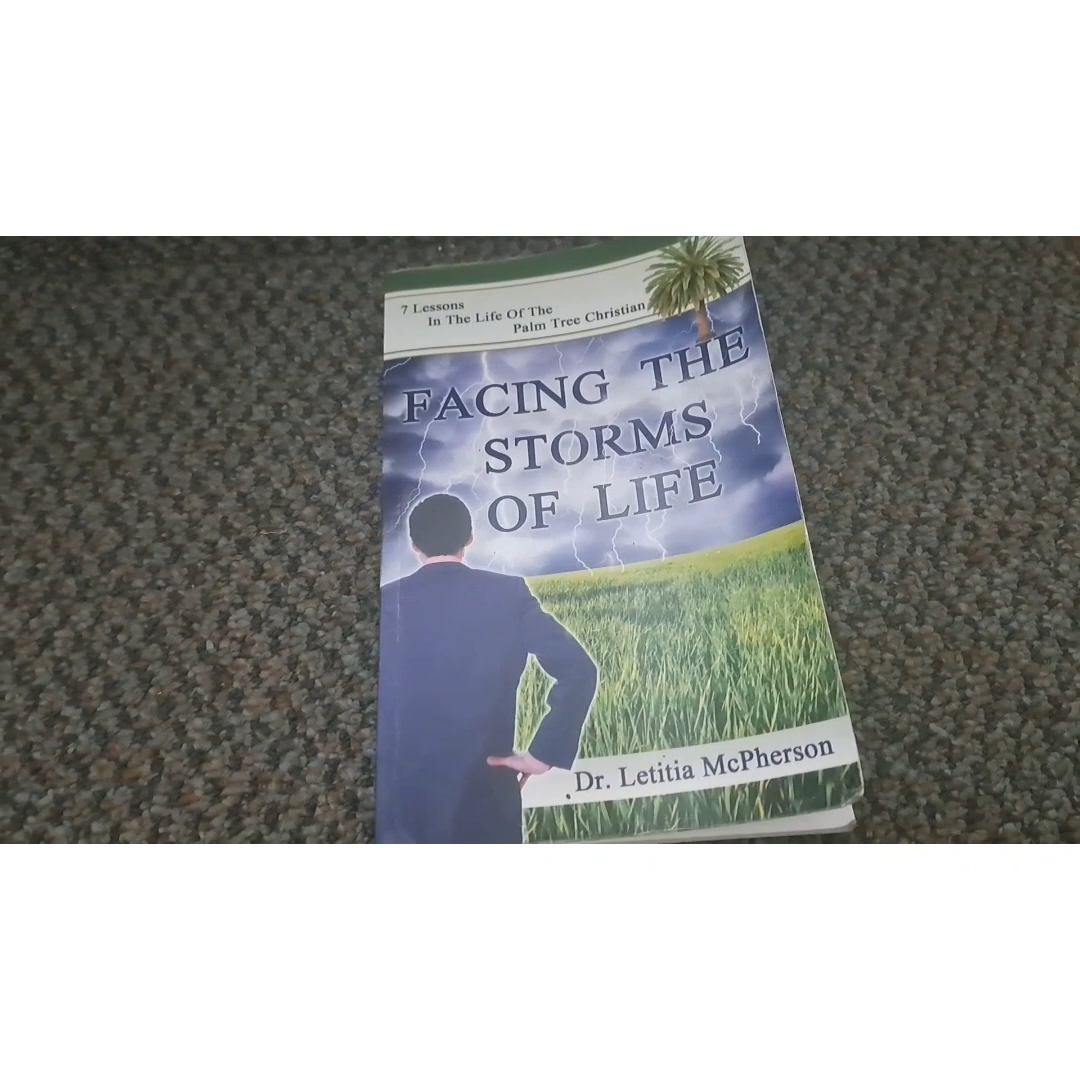 7 Lessons
In The Life Of The
Palm Tree Christian
FACING THE
STORMS
OF LIFE
Dr. Letitia McPherson